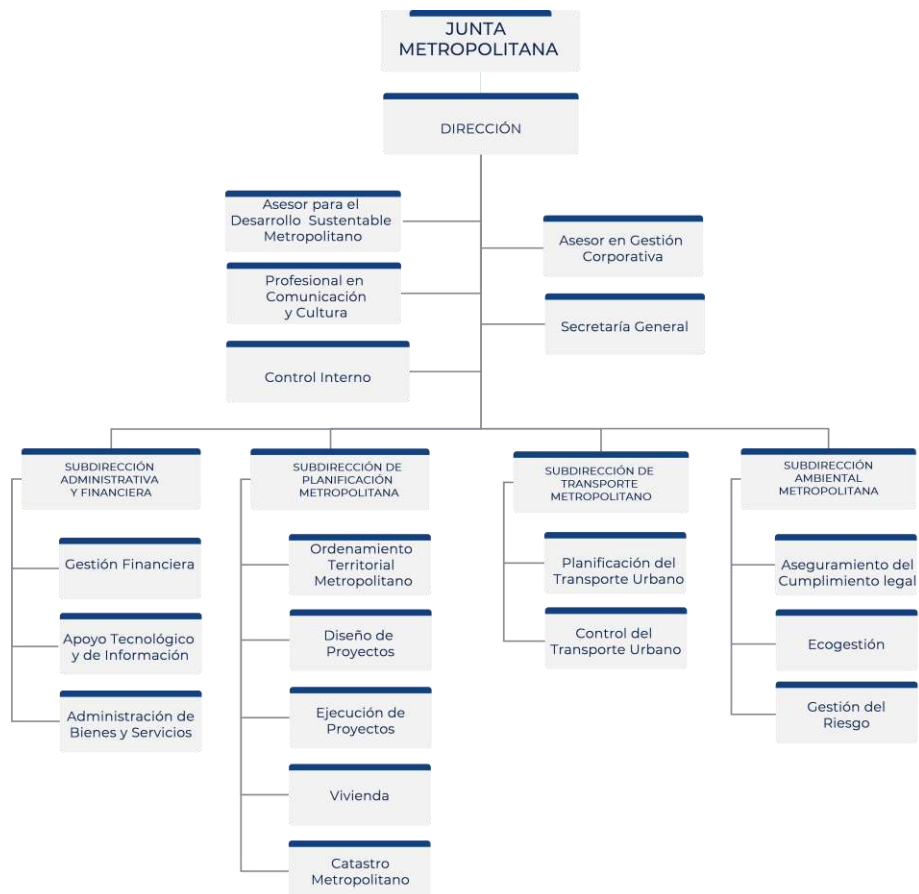 JUNTA
METROPOLITANA
DIRECCIÓN
Asesor para el
Desarrollo Sustentable
Metropolitano
Asesor en Gestión
Corporativa
Profesional en
Comunicación
y Cultura
Secretaría General
Control Interno
SUBDIRECCIÓN
ADMINISTRATIVA
Y FINANCIERA
Gestión Financiera
Apoyo Tecnológico
y de Información
Administración de
Bienes y Servicios
SUBDIRECCIÓN DE
PLANIFICACIÓN
METROPOLITANA
Ordenamiento
Territorial
Metropolitano
Diseño de
Proyectos
Ejecución de
Proyectos
Vivienda
Catastro
Metropolitano
SUBDIRECCIÓN DE
TRANSPORTE
METROPOLITANO
Planificación del
Transporte Urbano
Control del
Transporte Urbano
SUBDIRECCIÓN
AMBIENTAL
METROPOLITANA
Aseguramiento del
Cumplimiento legal
Ecogestión
Gestión del
Riesgo